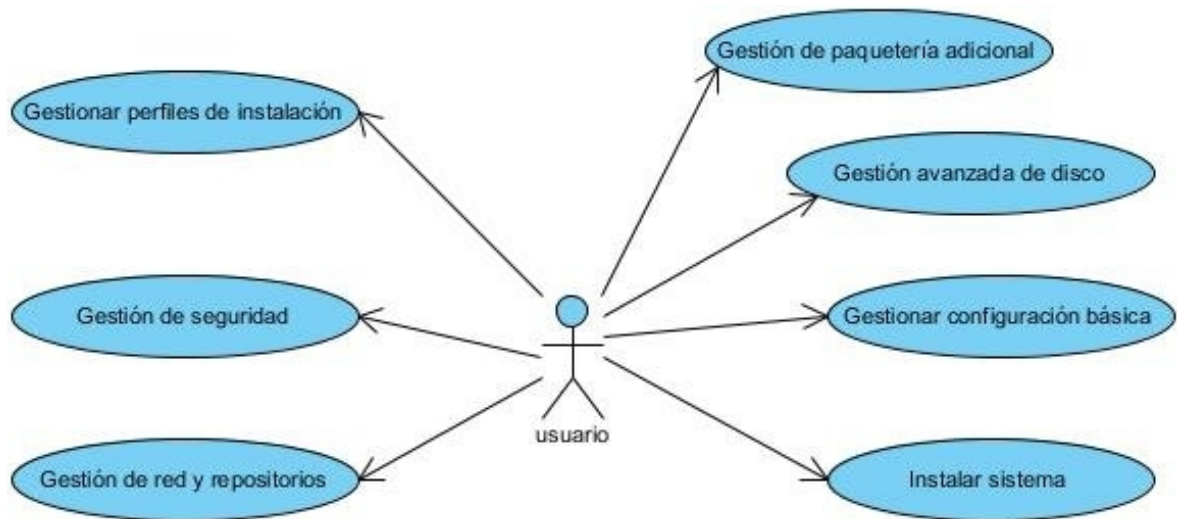 Gestión de paquetería adicional
Gestionar perfiles de instalación
Gestión avanzada de disco
Gestión de seguridad
Gestionar configuración básica
usuario
Gestión de red y repositorios
Instalar sistema